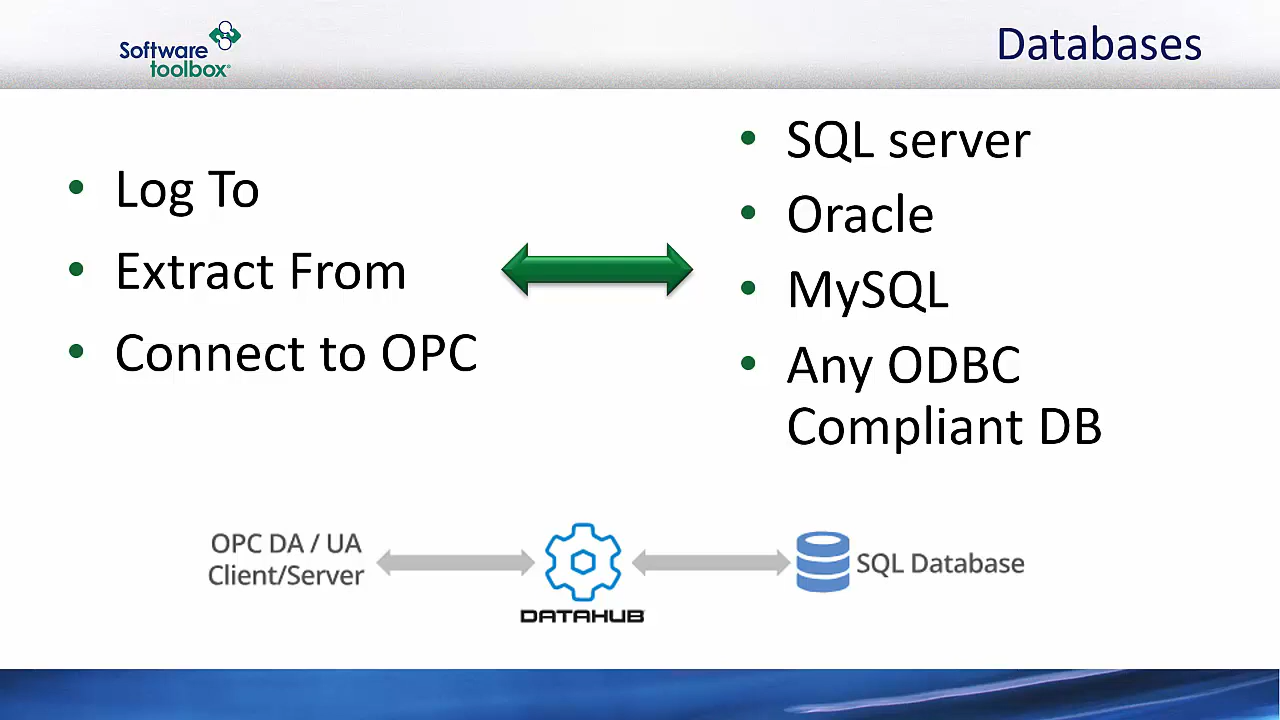 Software
toolbox
Databases
• Log To
• Extract From
• Connect to OPC
• SQL server
• Oracle
• MySQL
• Any ODBC
Compliant DB
OPC DA / UA
Client/Server
DATAHUB
SQL Database